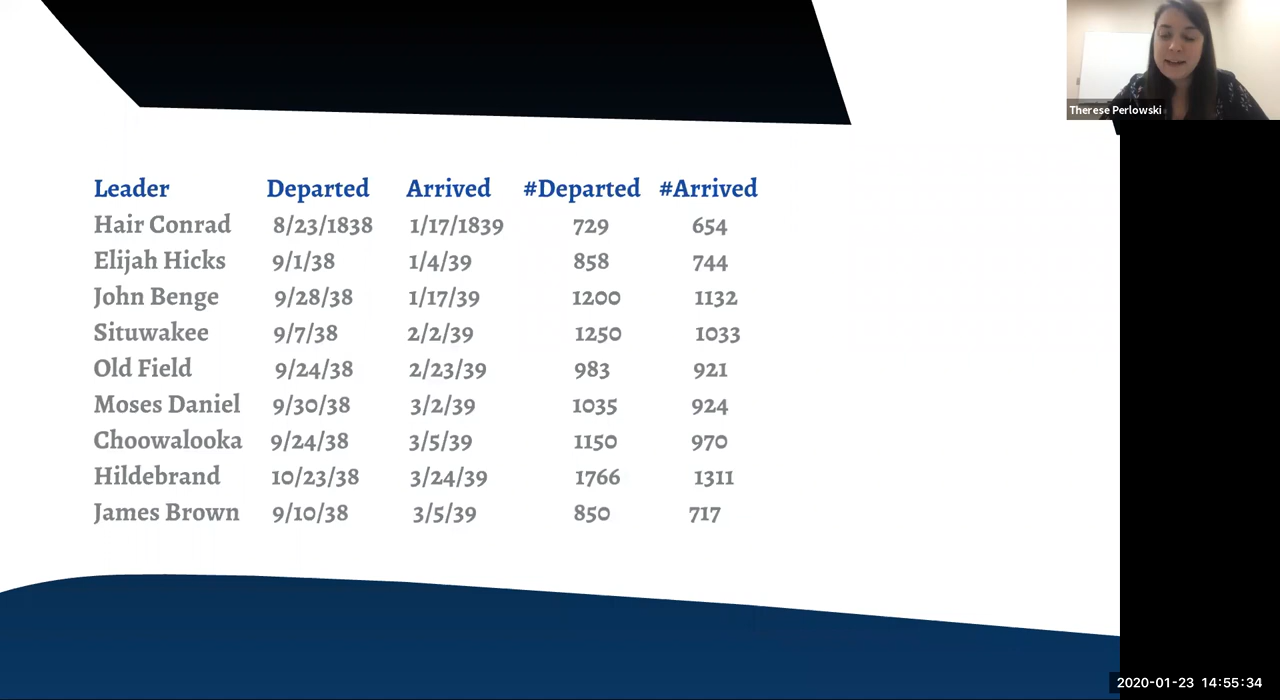 Therese Perlowski
Leader Departed Arrived #Departed #Arrived
Hair Conrad 8/23/1838 1/17/1839 729 654
Elijah Hicks 9/1/38 1/4/39 858 744
John Benge 9/28/38 1/17/39 1200 1132
Situwakee 9/7/38 2/2/39 1250 1033
Old Field 9/24/38 2/23/39 983 921
Moses Daniel 9/30/38 3/2/39 1035 924
Choowalooka 9/24/38 3/5/39 1150 970
Hildebrand 10/23/38 3/24/39 1766 1311
James Brown 9/10/38 3/5/39 850 717
2020-01-23 14:55:34